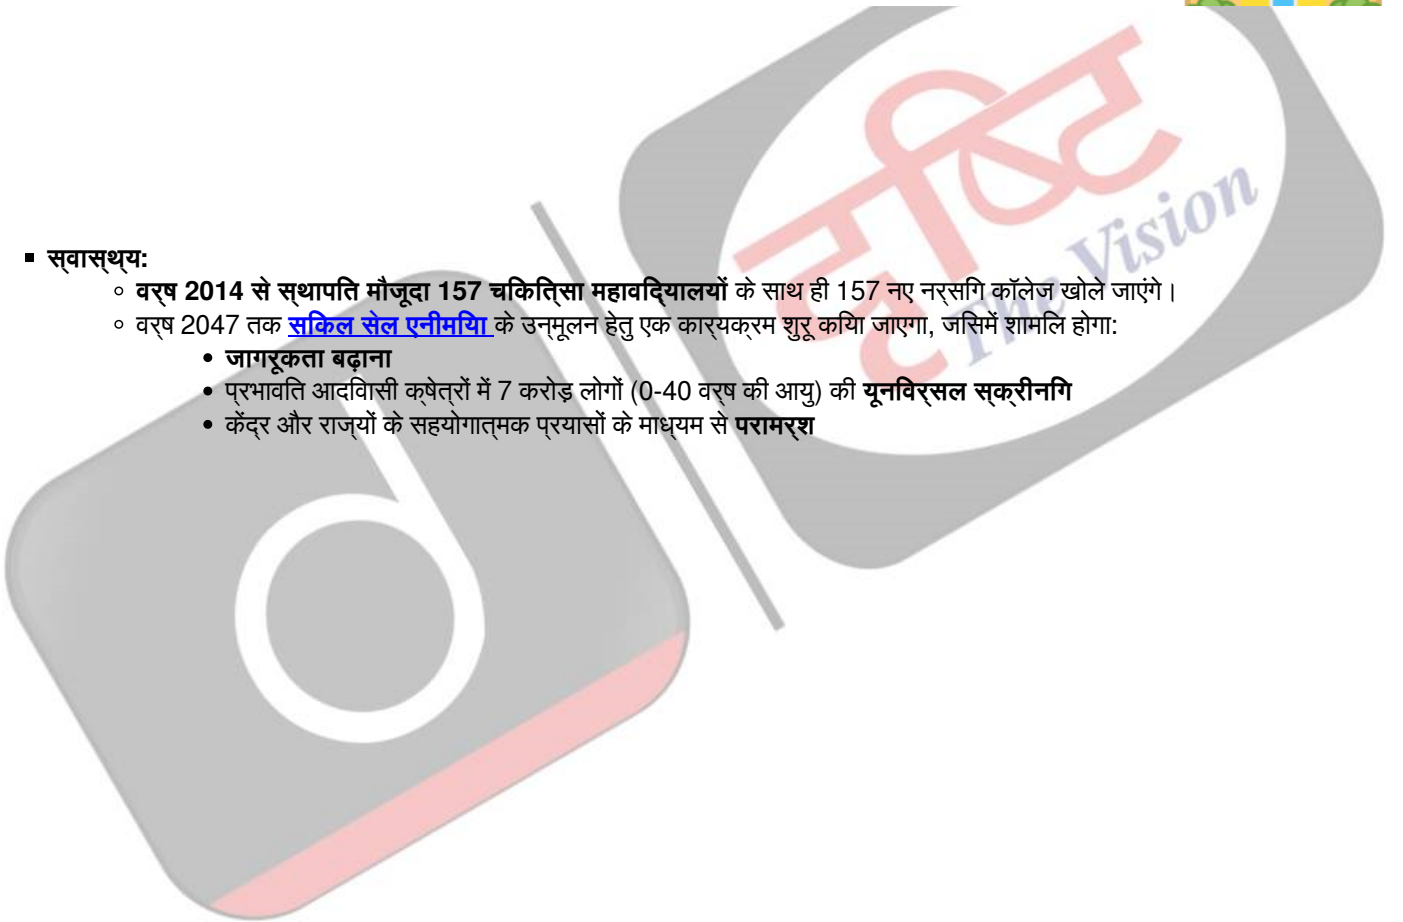 दृष्टि
The Vision
स्वास्थ्य:
वर्ष 2014 से स्थापित मौजूदा 157 चिकित्सा महाविद्यालयों के साथ ही 157 नए नर्सिंग कॉलेज खोले जाएंगे।
वर्ष 2047 तक सिकल सेल एनीमिया के उन्मूलन हेतु एक कार्यक्रम शुरू किया जाएगा, जिसमें शामिल होगा:
जागरूकता बढ़ाना
प्रभावित आदिवासी क्षेत्रों में 7 करोड़ लोगों (0-40 वर्ष की आयु) की यूनिवर्सल स्क्रीनिंग
केंद्र और राज्यों के सहयोगात्मक प्रयासों के माध्यम से परामर्श